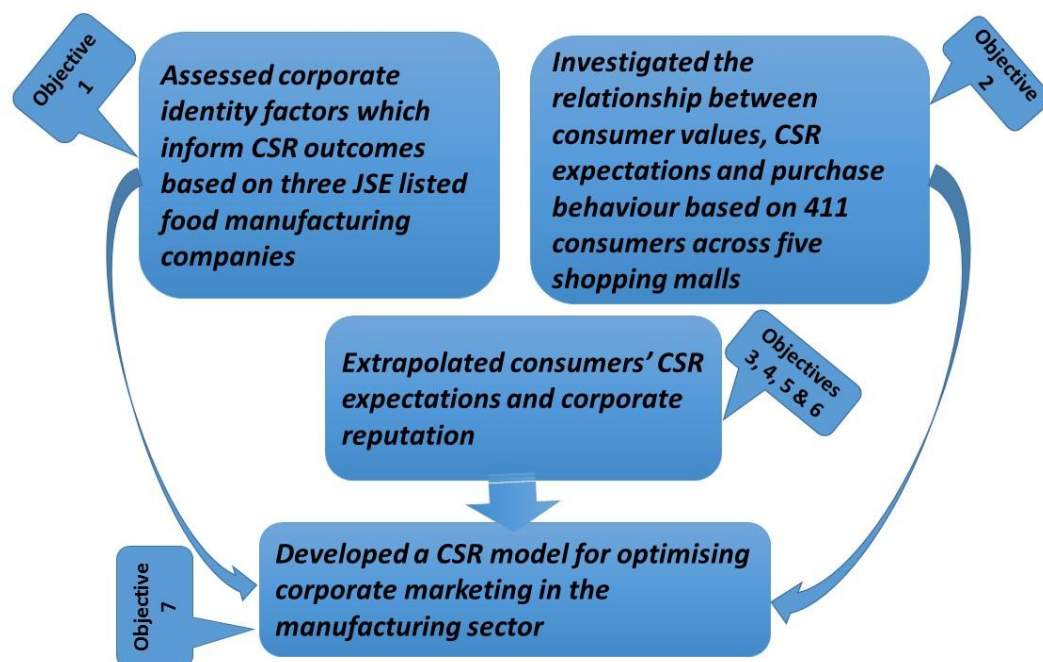 Objective
1
Assessed corporate
identity factors which
inform CSR outcomes
based on three JSE listed
food manufacturing
companies
Investigated the
relationship between
consumer values, CSR
expectations and purchase
behaviour based on 411
consumers across five
shopping malls
Objective
2
Extrapolated consumers’ CSR
expectations and corporate
reputation
Objectives
3, 4, 5 & 6
Developed a CSR model for optimising
corporate marketing in the
manufacturing sector
Objective
7